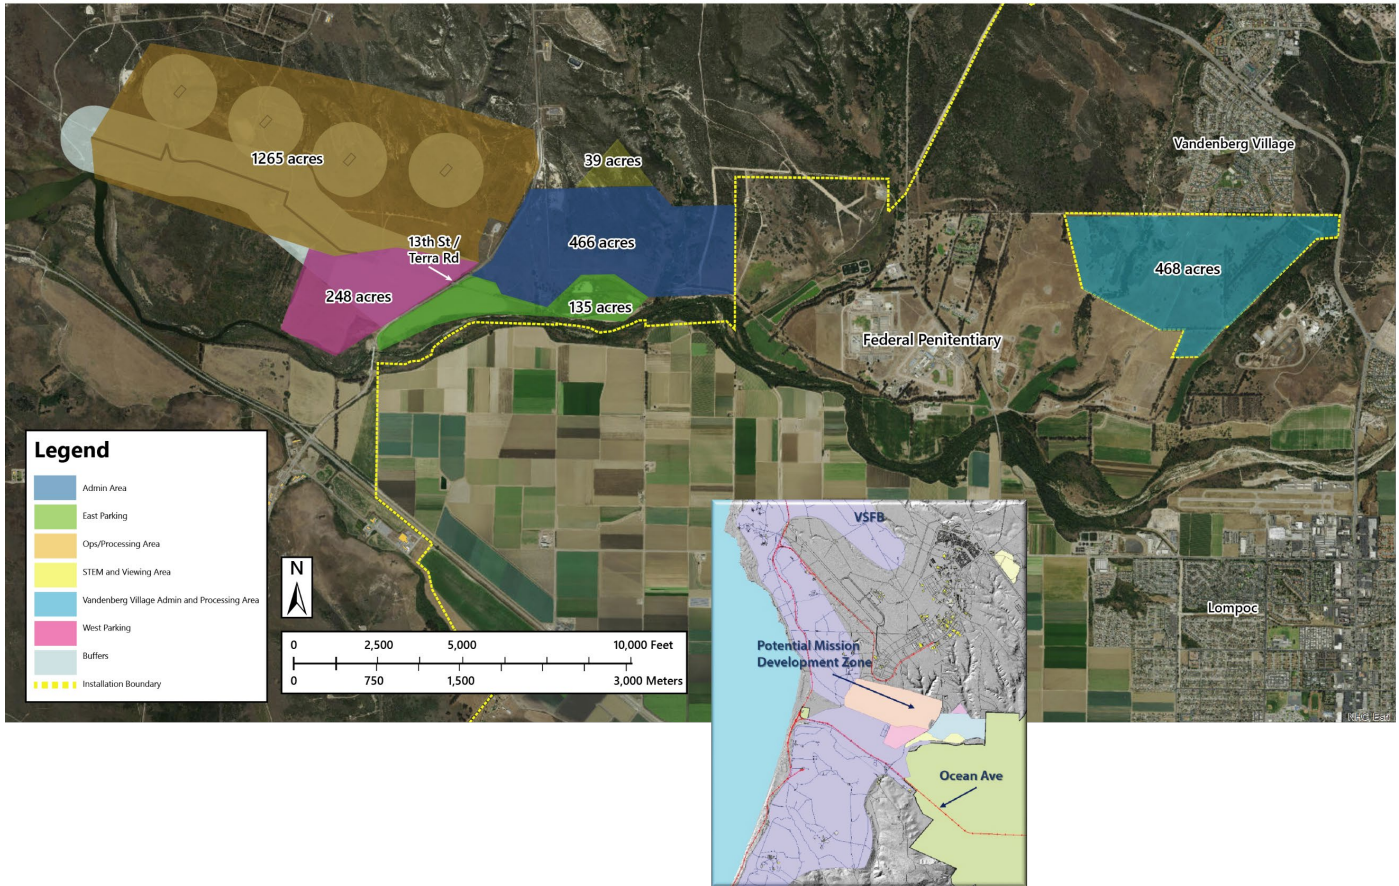 Vandenberg Village
1265 acres
39 acres
13th St /
Terra Rd
466 acres
468 acres
248 acres
135 acres
Federal Penitentiary
Legend
Admin Area
East Parking
Ops/Processing Area
STEM and Viewing Area
Vandenberg Village Admin and Processing Area
West Parking
Buffers
Installation Boundary
N
0 2,500 5,000 10,000 Feet
0 750 1,500 3,000 Meters
Lompoc
NHC, Esri
VSFB
Potential Mission
Development Zone
Ocean Ave